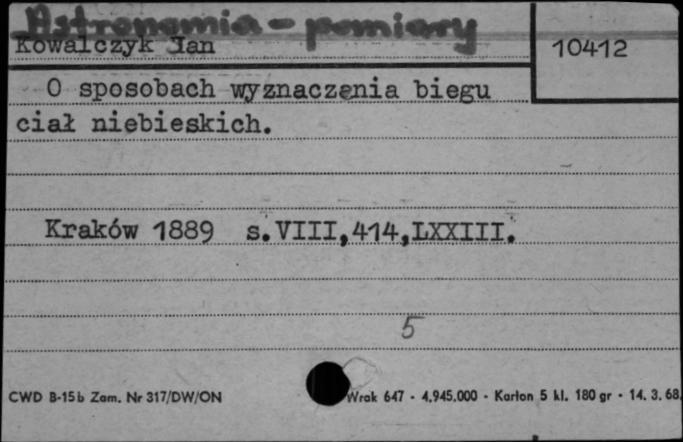 Astronomia - pomiary
Kowalczyk Jan
10412
O sposobach wyznaczenia biegu
ciał niebieskich.
Kraków 1889 s.VIII,414,LXXIII.
5
CWD B-15b Zam. Nr 317/DW/ON
Wrak 647 - 4.945.000 - Karton 5 kl. 180 gr - 14. 3. 68.